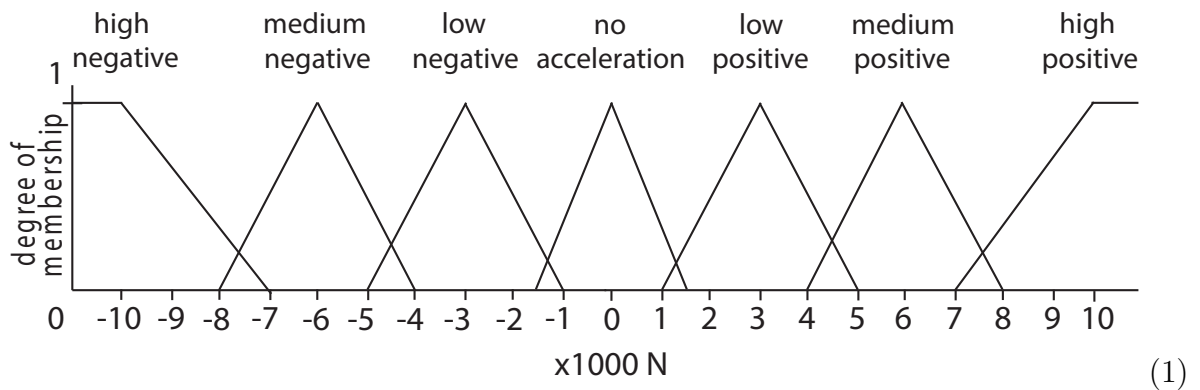 high medium low no low medium high
negative negative negative acceleration positive positive positive
1
degree of
membership
0 -10 -9 -8 -7 -6 -5 -4 -3 -2 -1 0 1 2 3 4 5 6 7 8 9 10
x1000 N
(1)